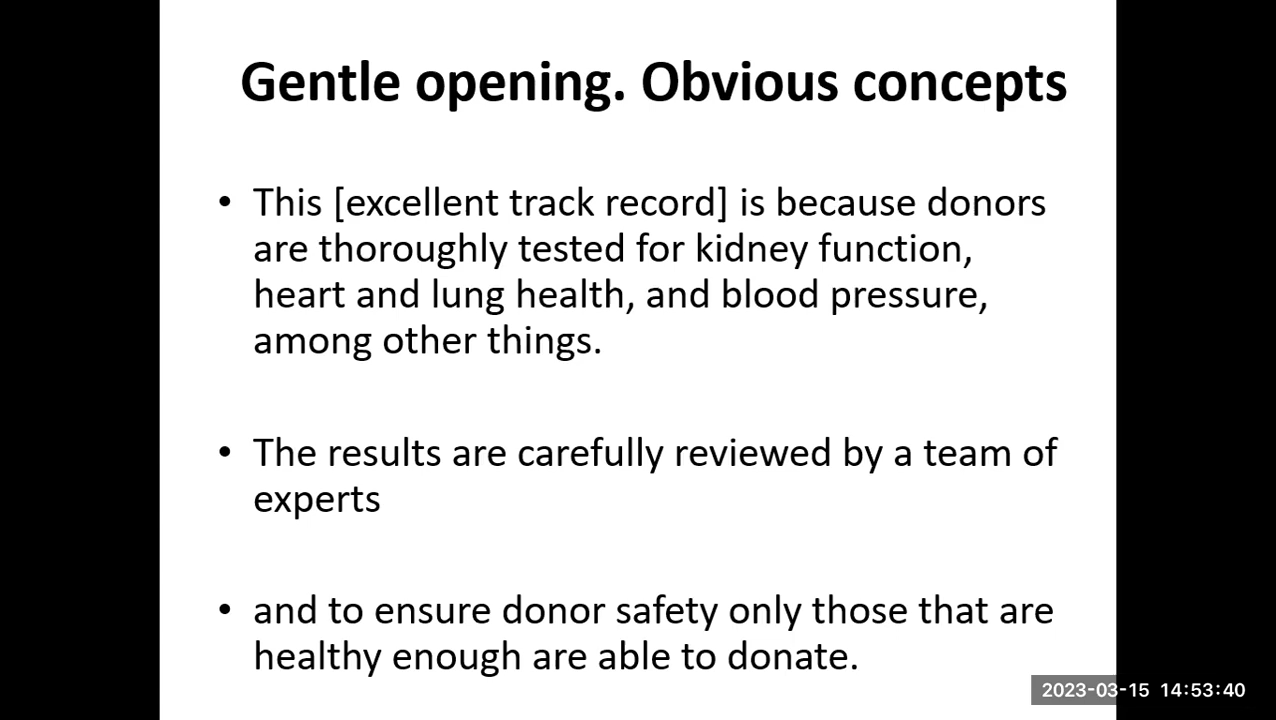 Gentle opening. Obvious concepts
• This [excellent track record] is because donors
are thoroughly tested for kidney function,
heart and lung health, and blood pressure,
among other things.
• The results are carefully reviewed by a team of
experts
• and to ensure donor safety only those that are
healthy enough are able to donate.
2023-03-15 14:53:40